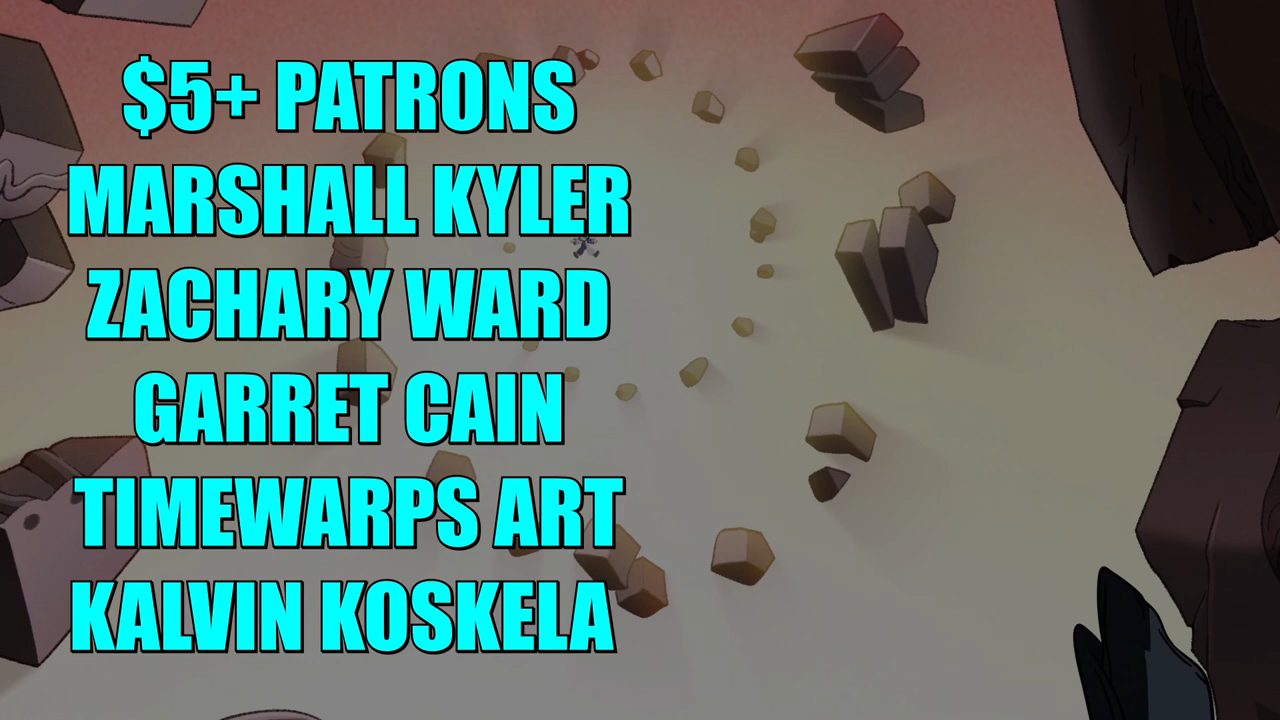 $5+ PATRONS
MARSHALL KYLER
ZACHARY WARD
GARRET CAIN
TIMEWARPS ART
KALVIN KOSKELA